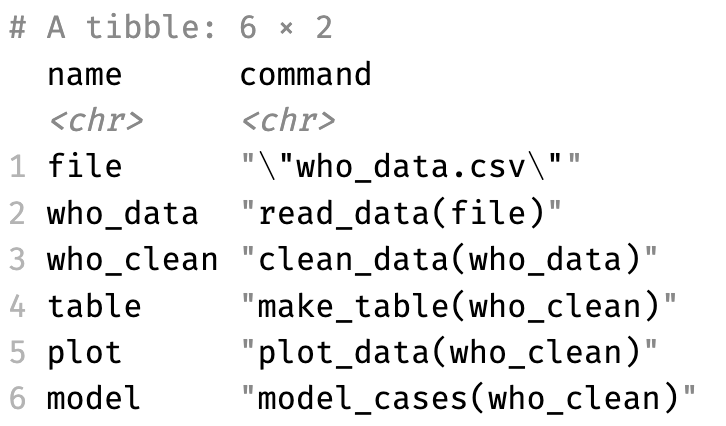 # A tibble: 6 × 2
name command
<chr> <chr>
1 file "\"who_data.csv\""
2 who_data "read_data(file)"
3 who_clean "clean_data(who_data)"
4 table "make_table(who_clean)"
5 plot "plot_data(who_clean)"
6 model "model_cases(who_clean)"